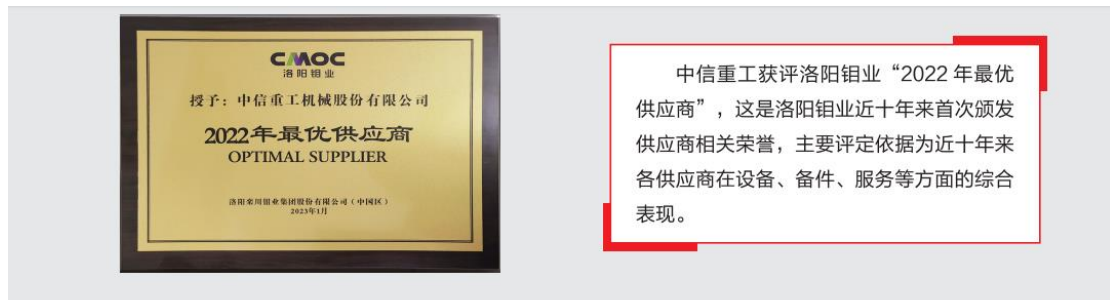 CMOC
洛阳钼业
授予：中信重工机械股份有限公司
2022年最优供应商
OPTIMAL SUPPLIER
洛阳栾川钼业集团股份有限公司（中国区）
2023年1月
中信重工获评洛阳钼业“2022 年最优
供应商”，这是洛阳钼业近十年来首次颁发
供应商相关荣誉，主要评定依据为近十年来
各供应商在设备、备件、服务等方面的综合
表现。